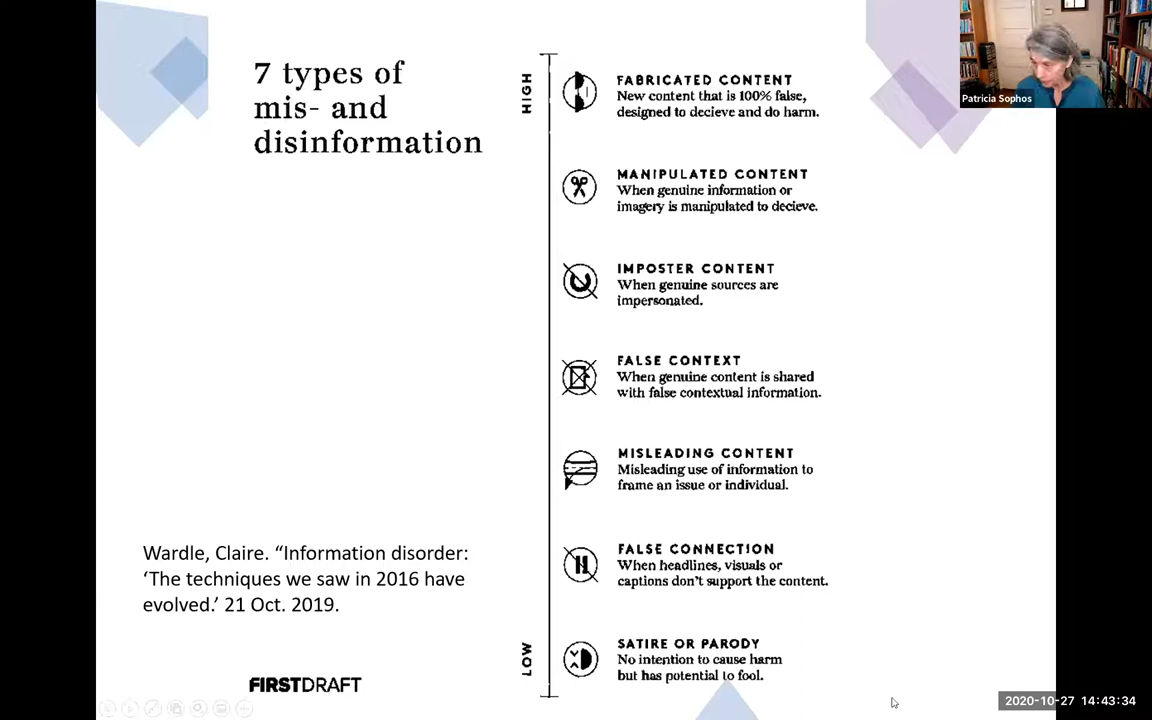 7 types of
mis- and
disinformation
HIGH
FABRICATED CONTENT
New content that is 100% false,
designed to decieve and do harm.
MANIPULATED CONTENT
When genuine information or
imagery is manipulated to decieve.
IMPOSTER CONTENT
When genuine sources are
impersonated.
FALSE CONTEXT
When genuine content is shared
with false contextual information.
MISLEADING CONTENT
Misleading use of information to
frame an issue or individual.
FALSE CONNECTION
When headlines, visuals or
captions don't support the content.
LOW
SATIRE OR PARODY
No intention to cause harm
but has potential to fool.
Wardle, Claire. “Information disorder:
‘The techniques we saw in 2016 have
evolved.’ 21 Oct. 2019.
FIRSTDRAFT
Patricia Sophos
2020-10-27 14:43:34